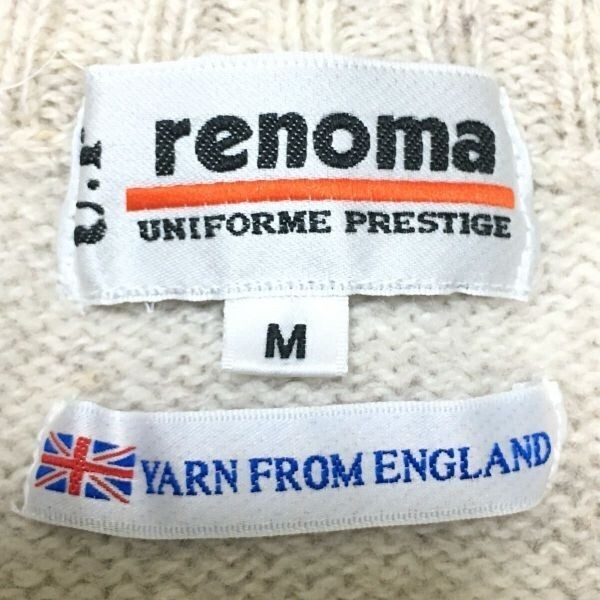 renoma
UNIFORME PRESTIGE
M
YARN FROM ENGLAND